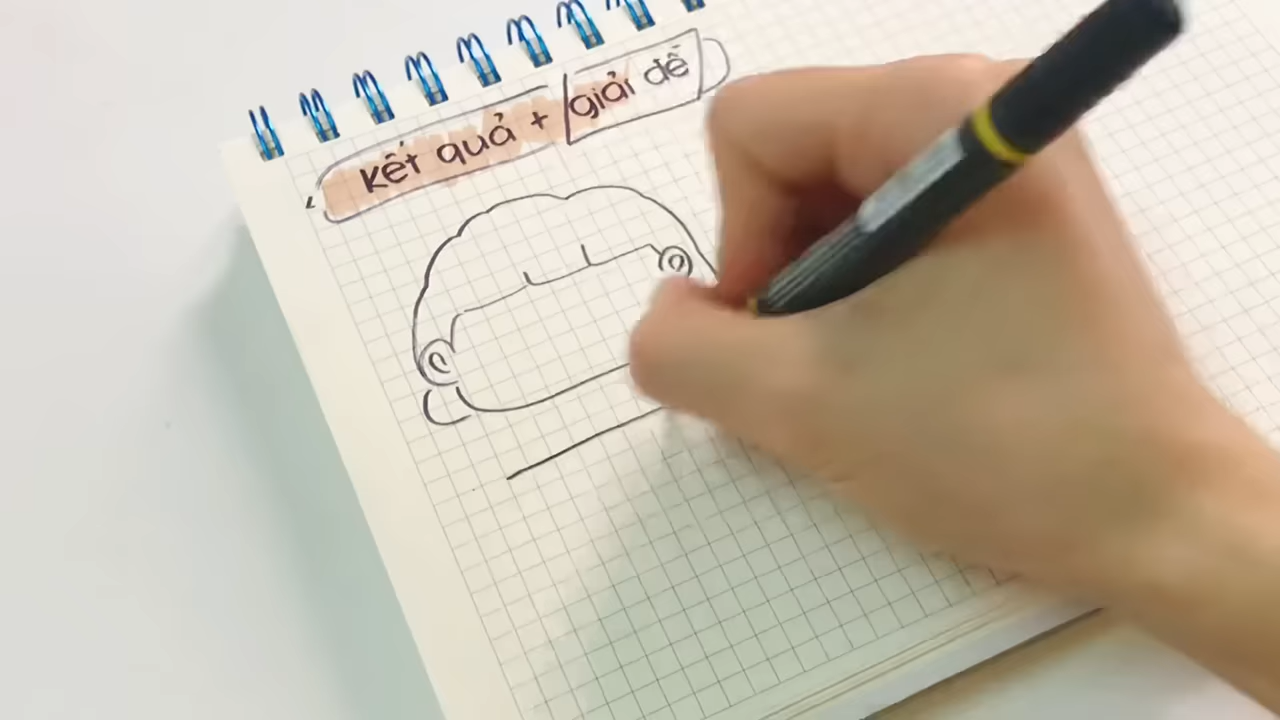 kết quả + giải đề